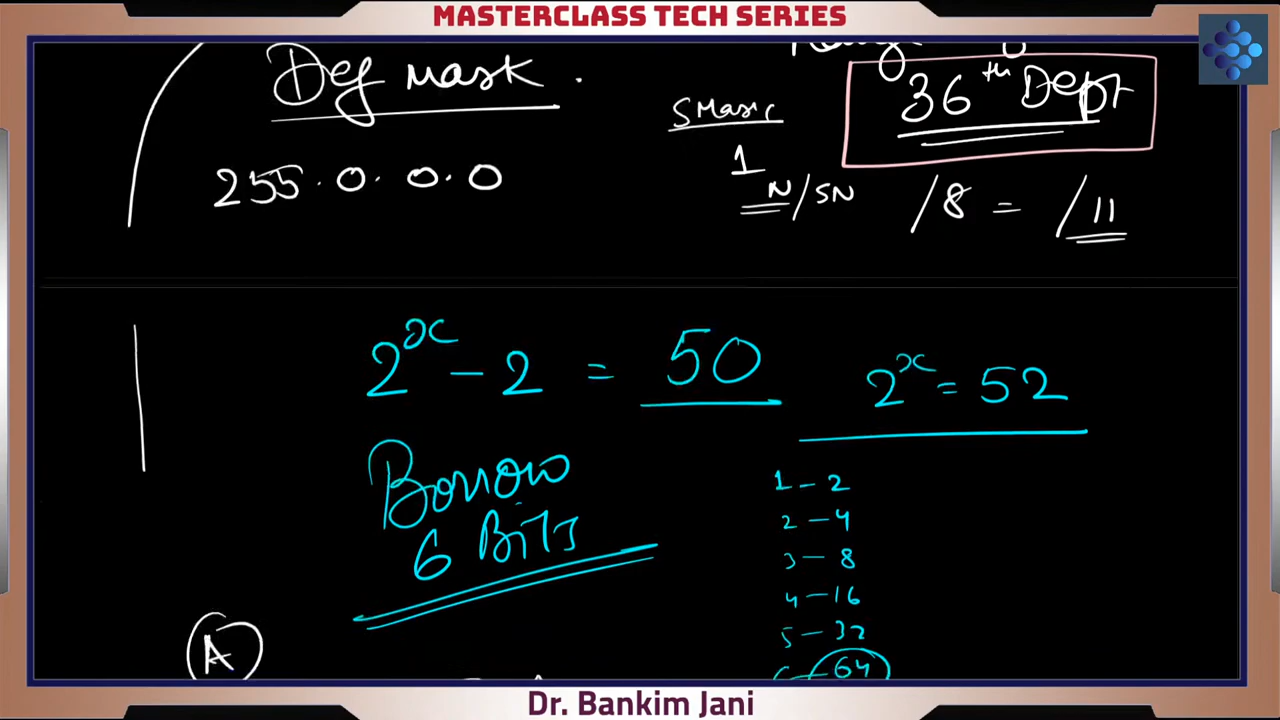 MASTERCLASS TECH SERIES
Def mask.
36th Dept
SMask
255.0.0.0
1
N/SN
/8 = /11
2^x - 2 = 50
2^x = 52
Borrow
6 Bits
1 - 2
2 - 4
3 - 8
4 - 16
5 - 32
6 - 64
A
Dr. Bankim Jani